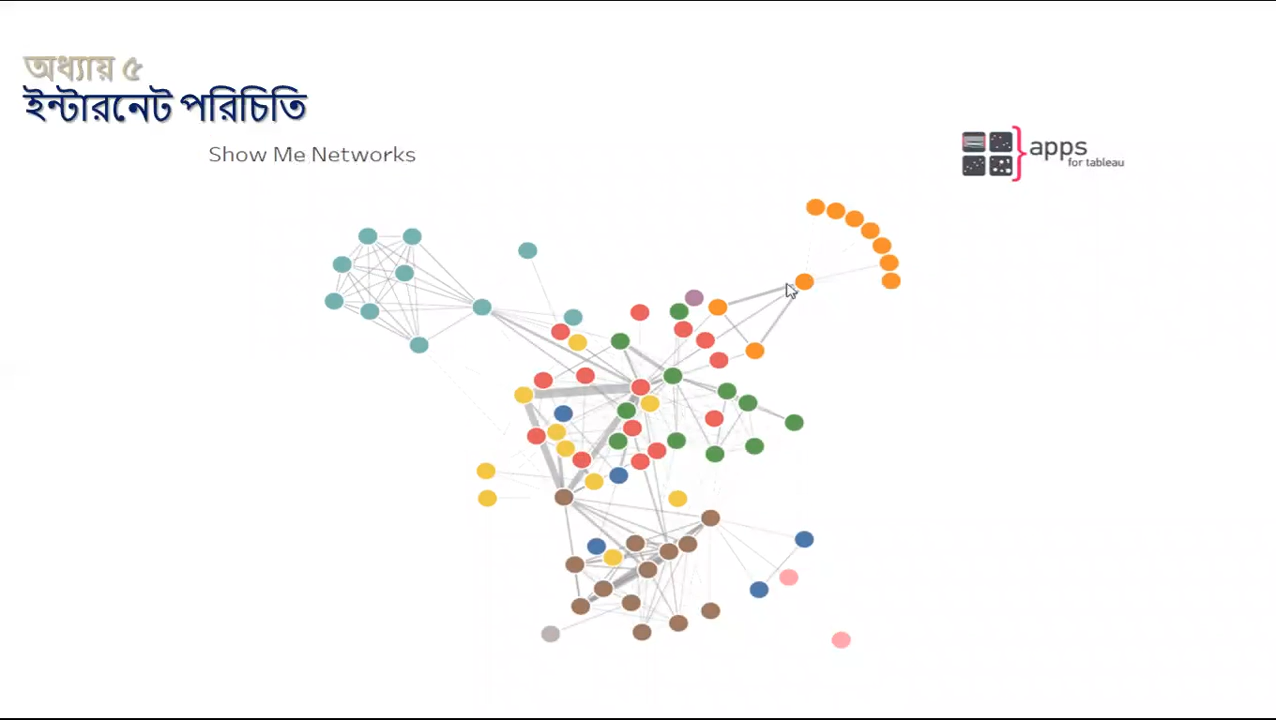 অধ্যায় ৫
ইন্টারনেট পরিচিতি
Show Me Networks
apps
for tableau